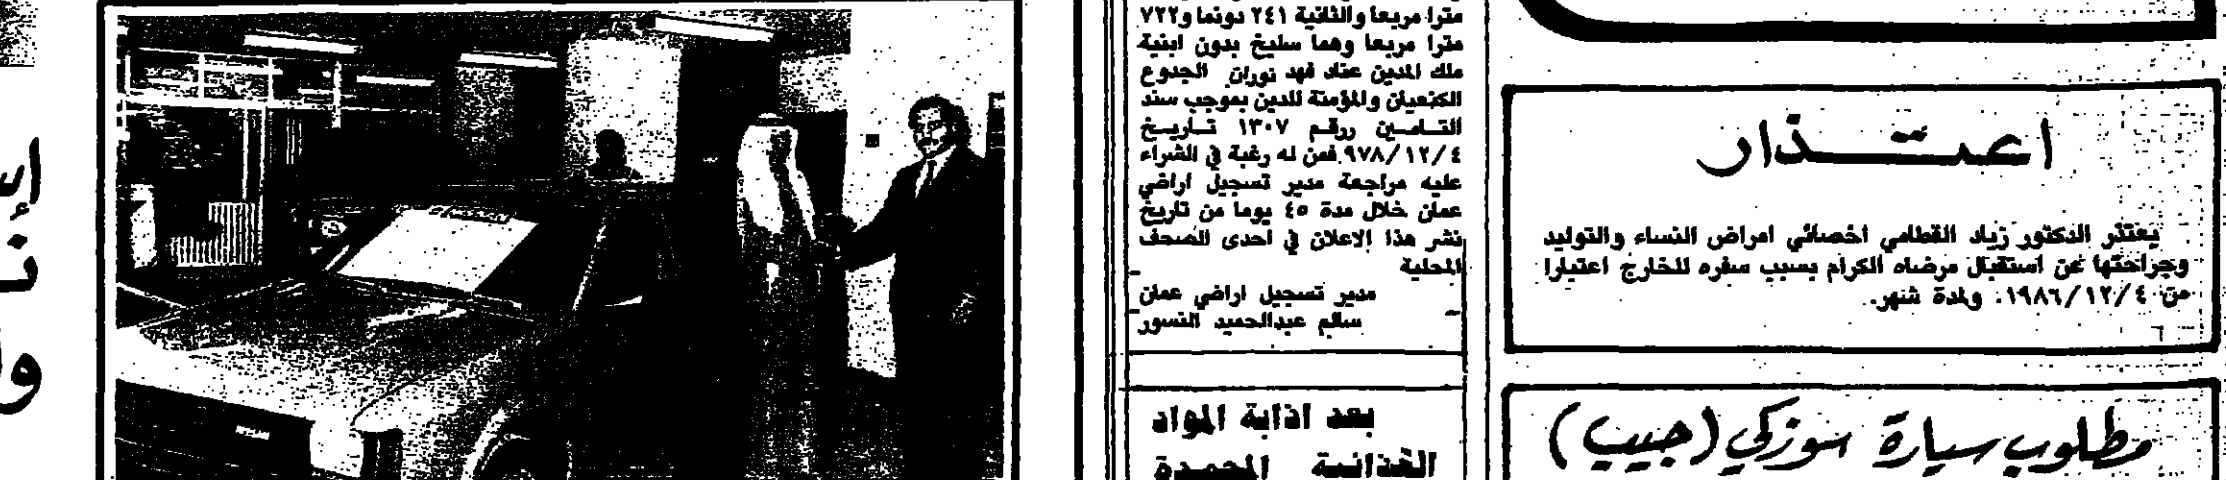 اعتذار
يعتذر الدكتور زياد القطامي اخصائي امراض النساء والتوليد
وجراحتها عن استقبال مرضاه الكرام بسبب سفره للخارج اعتبارا
من ١٩٨٦/١٢/٤، ولمدة شهر.
مطلوب سيارة سوزكي (جيب)
مترا مربعا والثانية ٢٤١ دونما و٧٢٢
مترا مربعا وهما سليخ بدون ابنية
ملك المدين عناد فهد نوران الجدوع
الكنعيان والمؤمنة للدين بموجب سند
التامين ورقم ١٣٠٧ تاريخ
٩٧٨/١٢/٤ فمن له رغبة في الشراء
عليه مراجعة مدير تسجيل اراضي
عمان خلال مدة ٤٥ يوما من تاريخ
نشر هذا الاعلان في احدى الصحف
المحلية
مدير تسجيل اراضي عمان
سالم عبدالحميد النسور
بعد اذابة المواد
الغذائية المجمدة